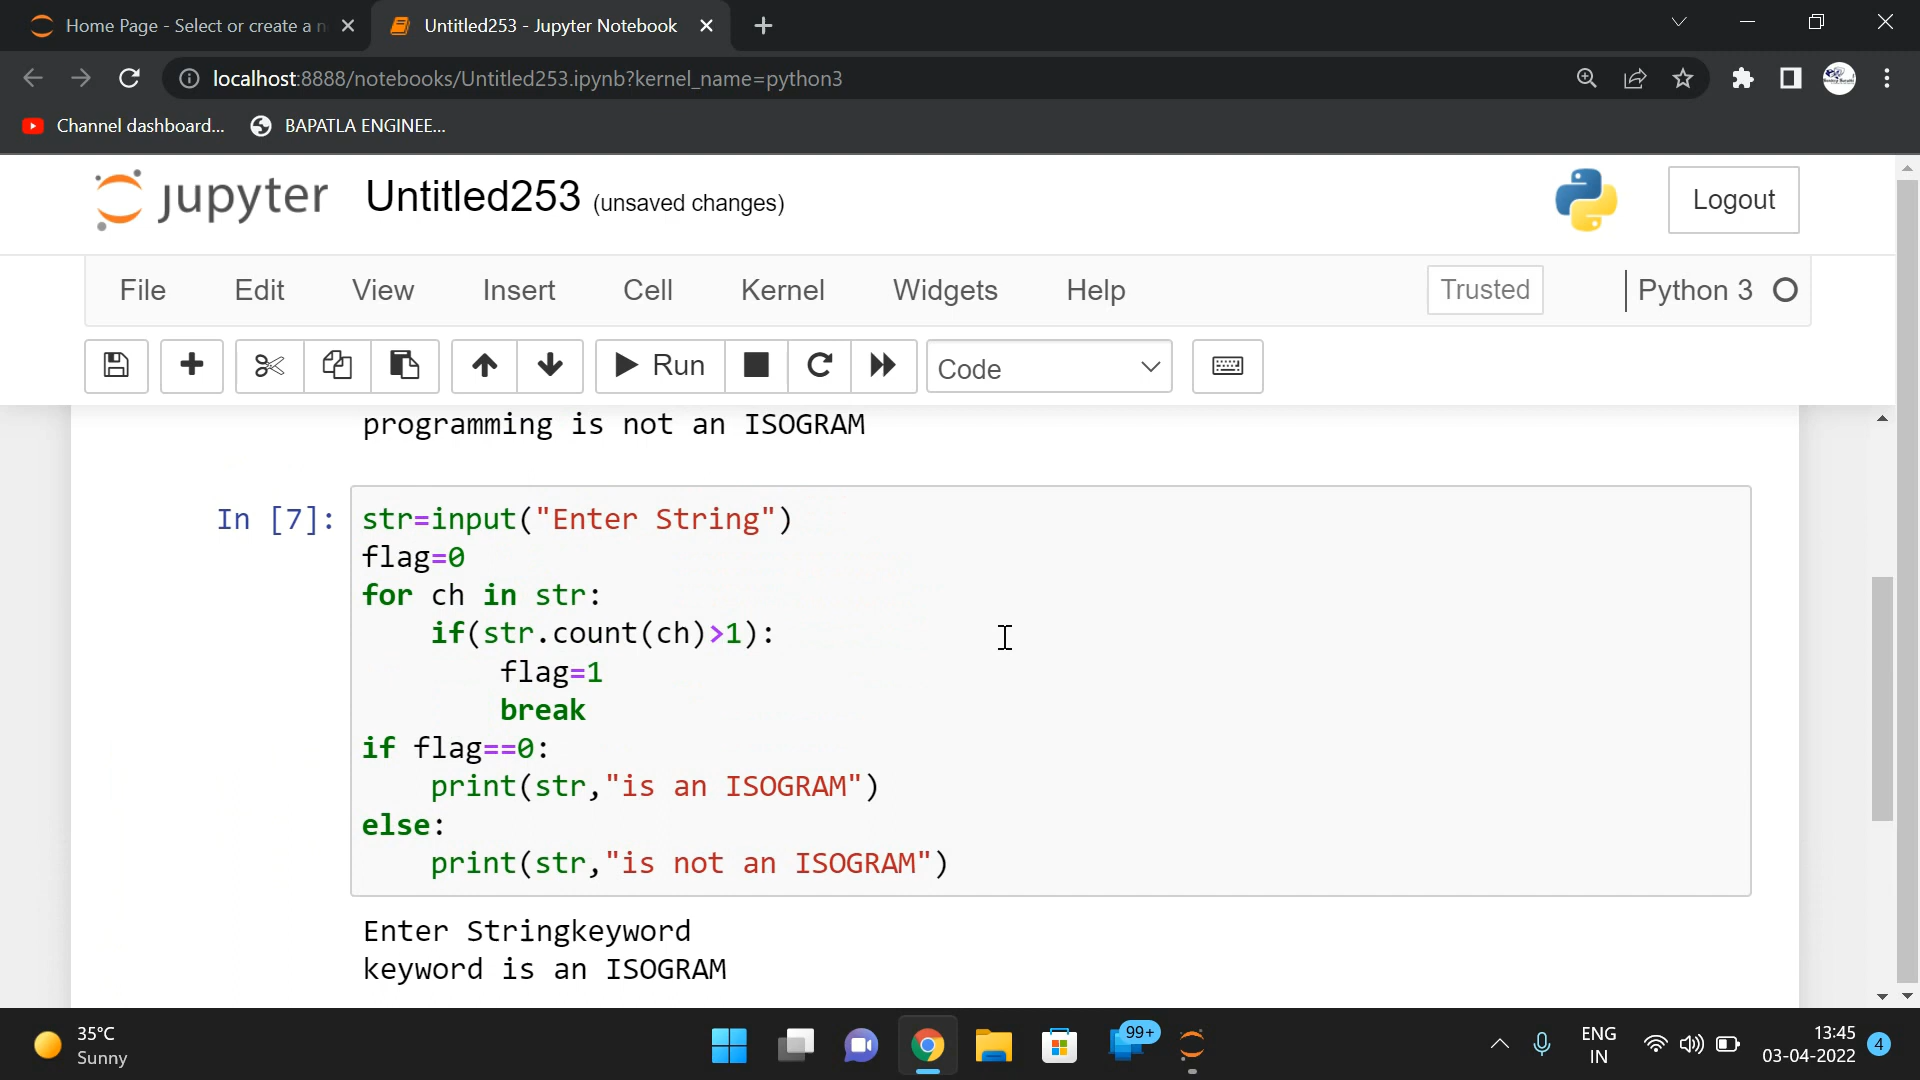 Home Page - Select or create a n
Untitled253 - Jupyter Notebook
localhost:8888/notebooks/Untitled253.ipynb?kernel_name=python3
Channel dashboard...
BAPATLA ENGINEE...
jupyter Untitled253 (unsaved changes)
Logout
File Edit View Insert Cell Kernel Widgets Help Trusted Python 3
Run Code
programming is not an ISOGRAM
In [7]: str=input("Enter String")
flag=0
for ch in str:
    if(str.count(ch)>1):
        flag=1
        break
if flag==0:
    print(str,"is an ISOGRAM")
else:
    print(str,"is not an ISOGRAM")
Enter Stringkeyword
keyword is an ISOGRAM
35°C
Sunny
99+
ENG
IN
13:45
03-04-2022
4